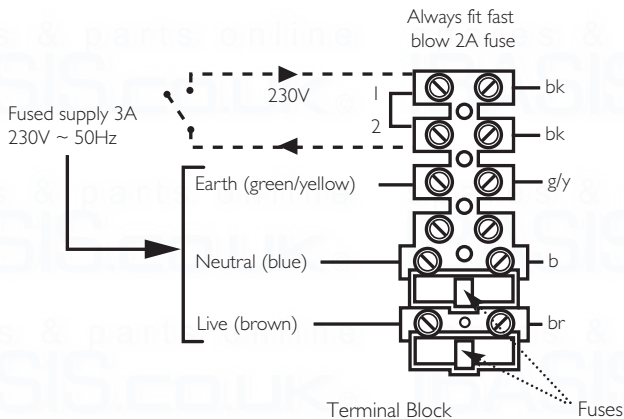 Always fit fast
blow 2A fuse
230V
1
2
bk
bk
Fused supply 3A
230V ~ 50Hz
Earth (green/yellow)
g/y
Neutral (blue)
b
Live (brown)
br
Terminal Block
Fuses